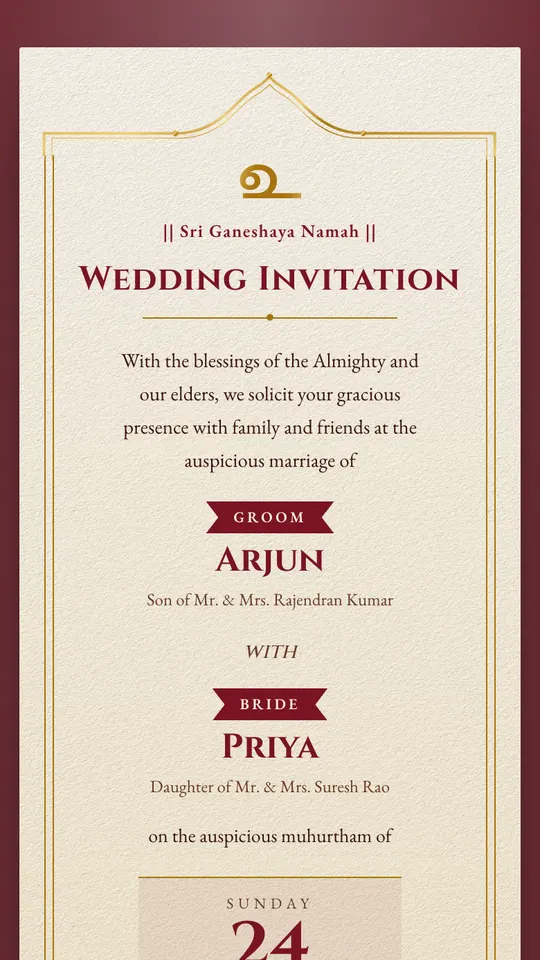 உ
|| Sri Ganeshaya Namah ||
Wedding Invitation
With the blessings of the Almighty and
our elders, we solicit your gracious
presence with family and friends at the
auspicious marriage of
GROOM
Arjun
Son of Mr. & Mrs. Rajendran Kumar
WITH
BRIDE
Priya
Daughter of Mr. & Mrs. Suresh Rao
on the auspicious muhurtham of
SUNDAY
24